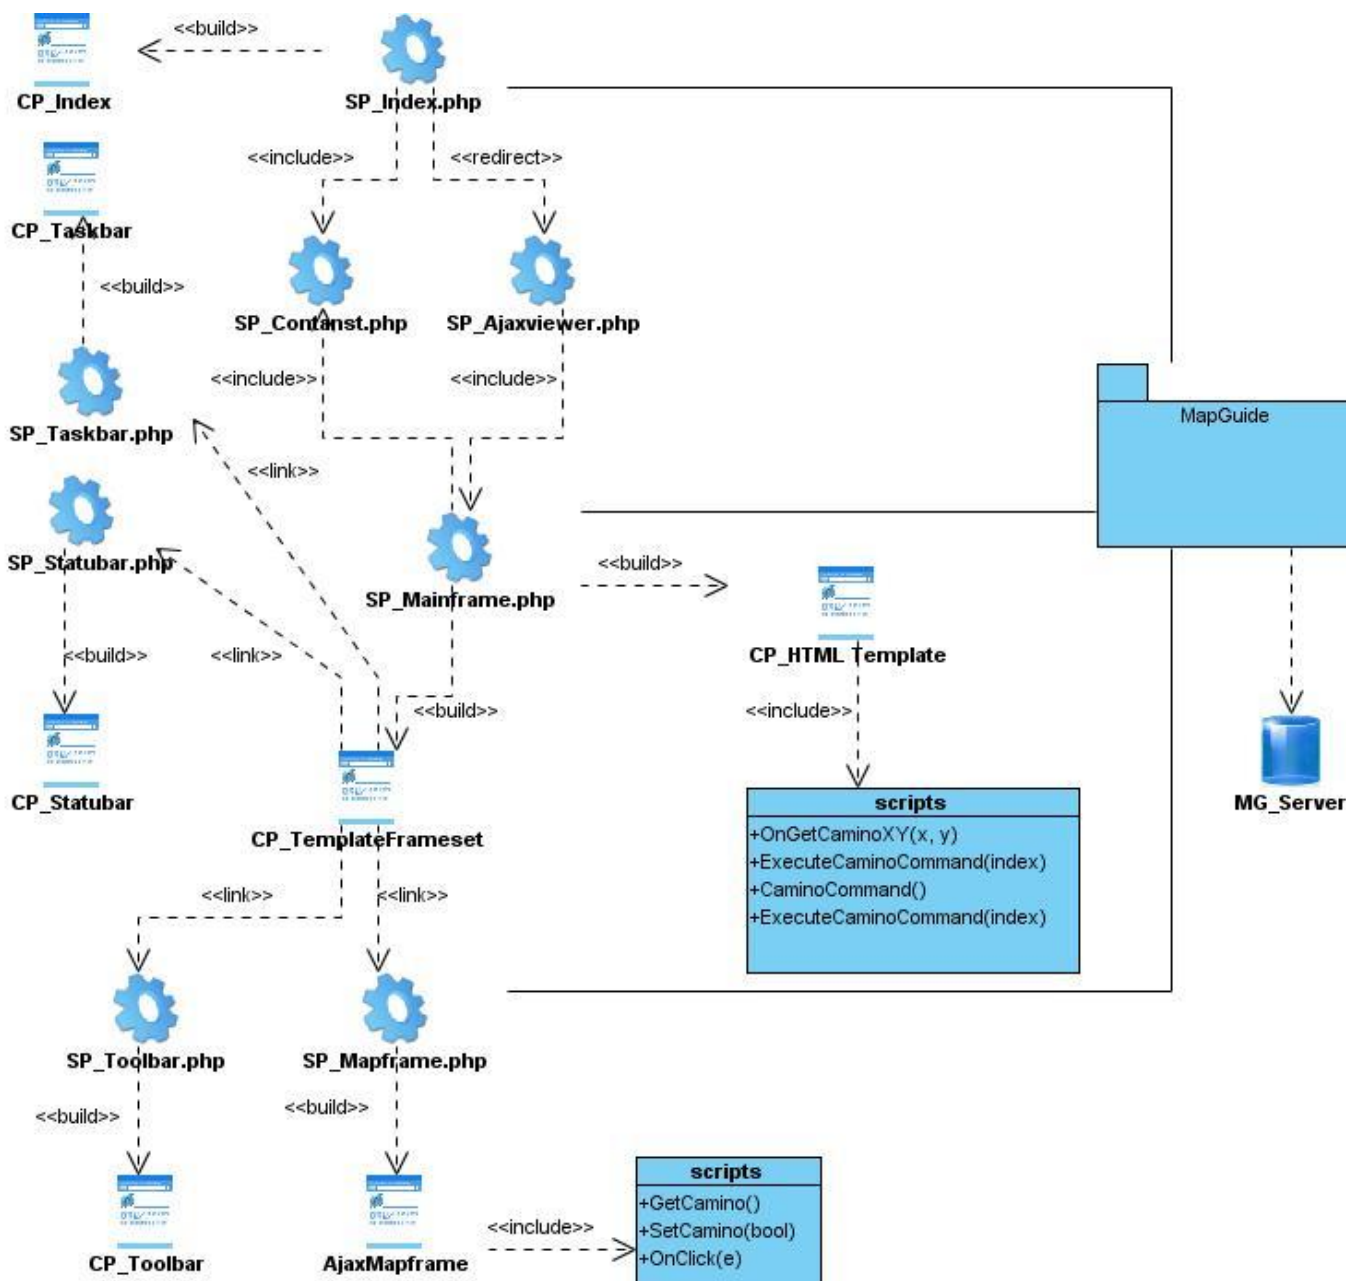 <<build>>
CP_Index
SP_Index.php
<<include>>
<<redirect>>
CP_Taskbar
<<build>>
SP_Contanst.php
SP_Ajaxviewer.php
<<include>>
<<include>>
MapGuide
SP_Taskbar.php
<<link>>
SP_Statubar.php
<<build>>
SP_Mainframe.php
<<build>>
<<link>>
CP_HTML Template
<<build>>
<<include>>
CP_Statubar
MG_Server
scripts
+OnGetCaminoXY(x, y)
+ExecuteCaminoCommand(index)
+CaminoCommand()
+ExecuteCaminoCommand(index)
CP_TemplateFrameset
<<link>>
<<link>>
SP_Toolbar.php
SP_Mapframe.php
<<build>>
<<build>>
scripts
+GetCamino()
+SetCamino(bool)
+OnClick(e)
<<include>>
CP_Toolbar
AjaxMapframe